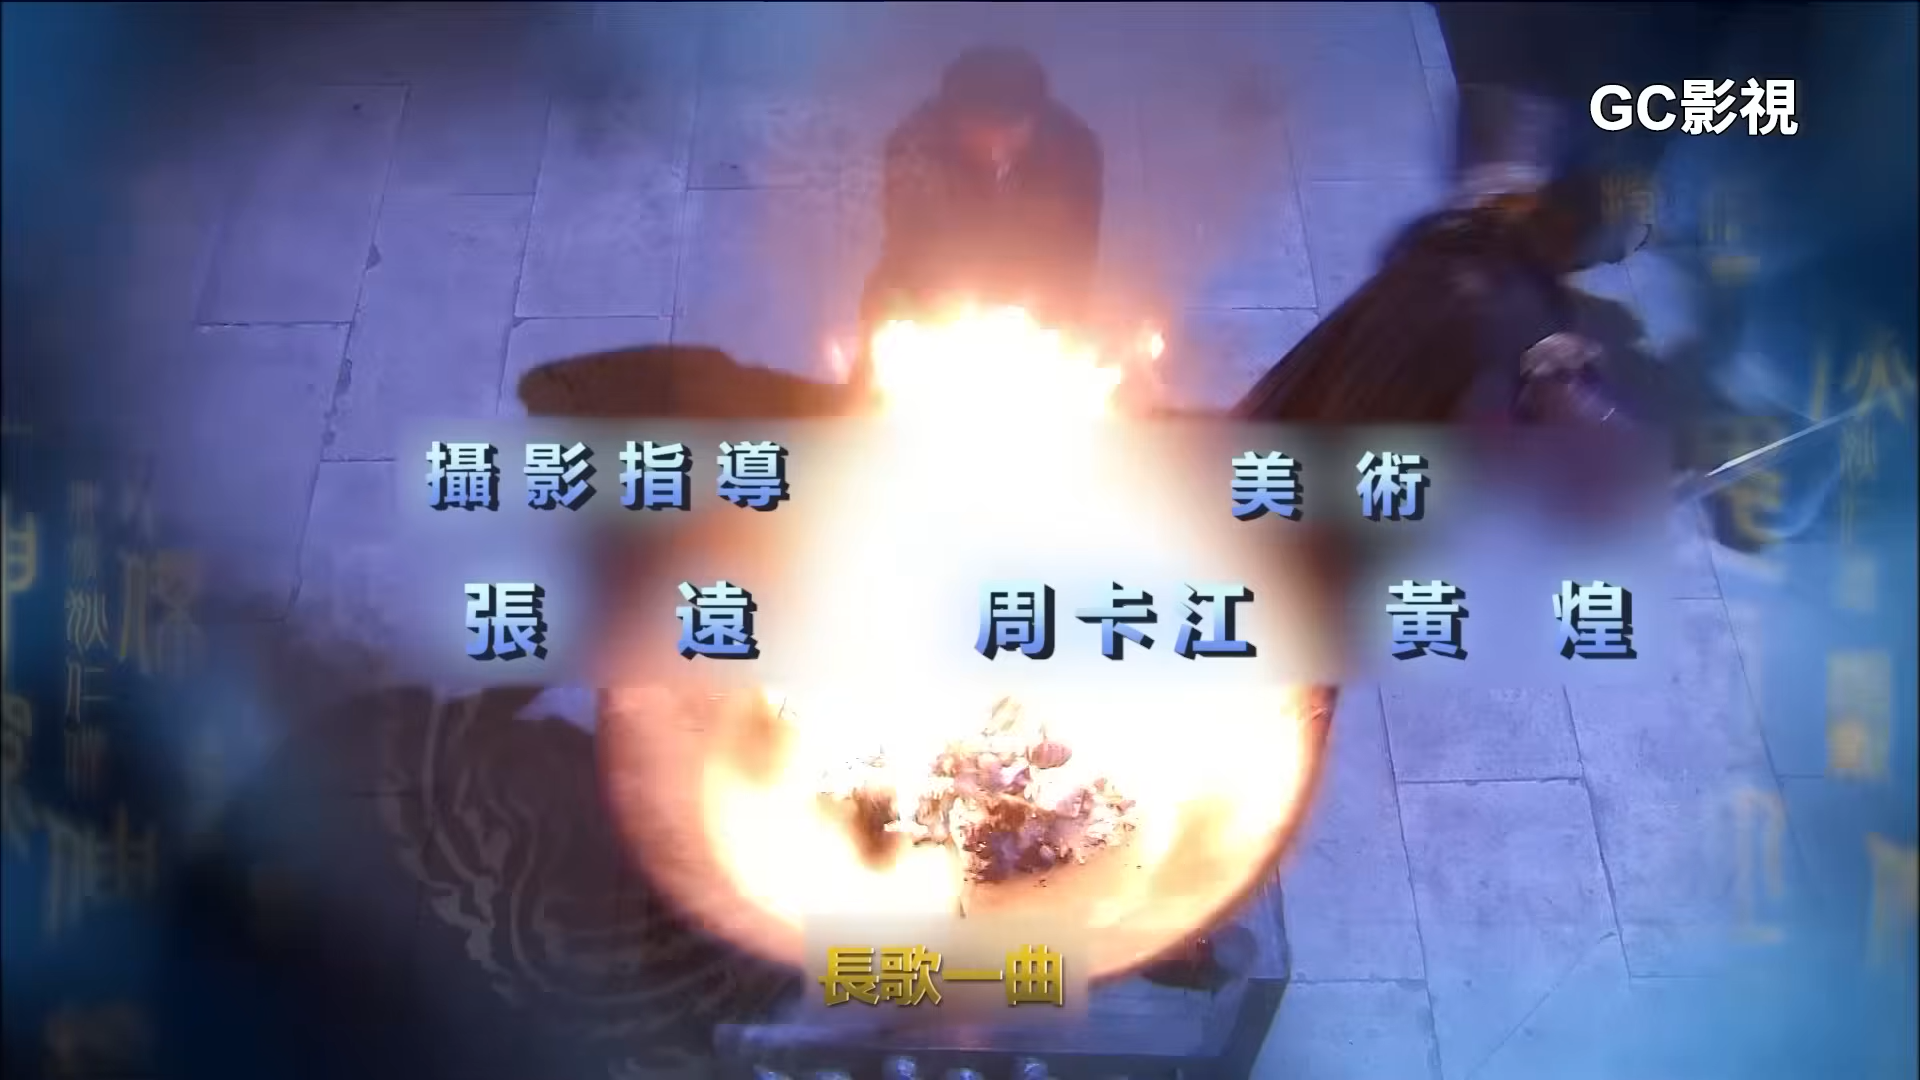 GC影視
攝影指導
美術
張遠
周卡江 黃煌
長歌一曲